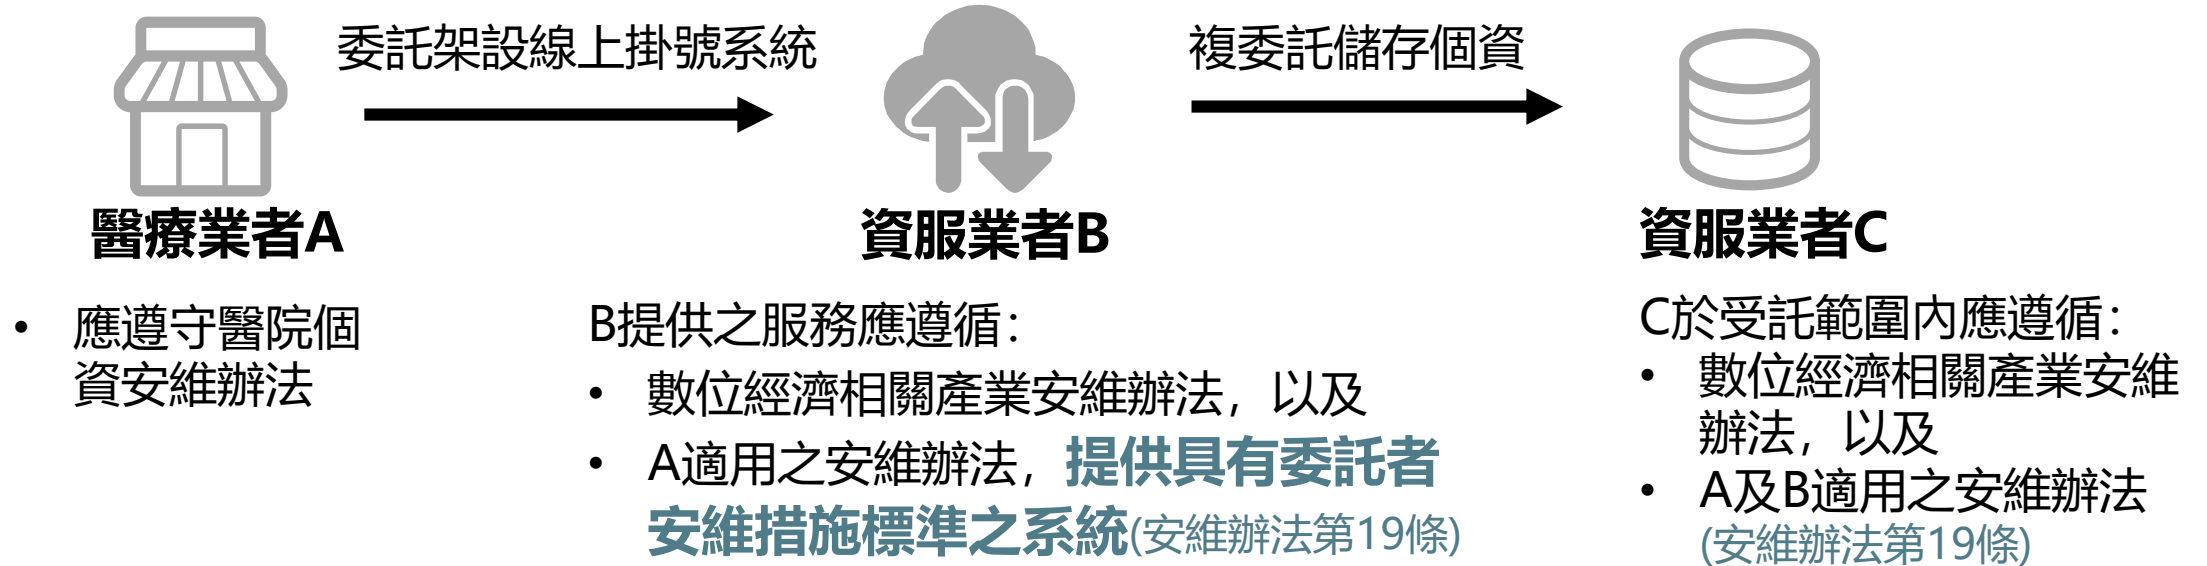 委託架設線上掛號系統
複委託儲存個資
醫療業者A
資服業者B
資服業者C
• 應遵守醫院個
資安維辦法
B提供之服務應遵循：
• 數位經濟相關產業安維辦法，以及
• A適用之安維辦法，提供具有委託者
安維措施標準之系統(安維辦法第19條)
C於受託範圍內應遵循：
• 數位經濟相關產業安維
辦法，以及
• A及B適用之安維辦法
(安維辦法第19條)